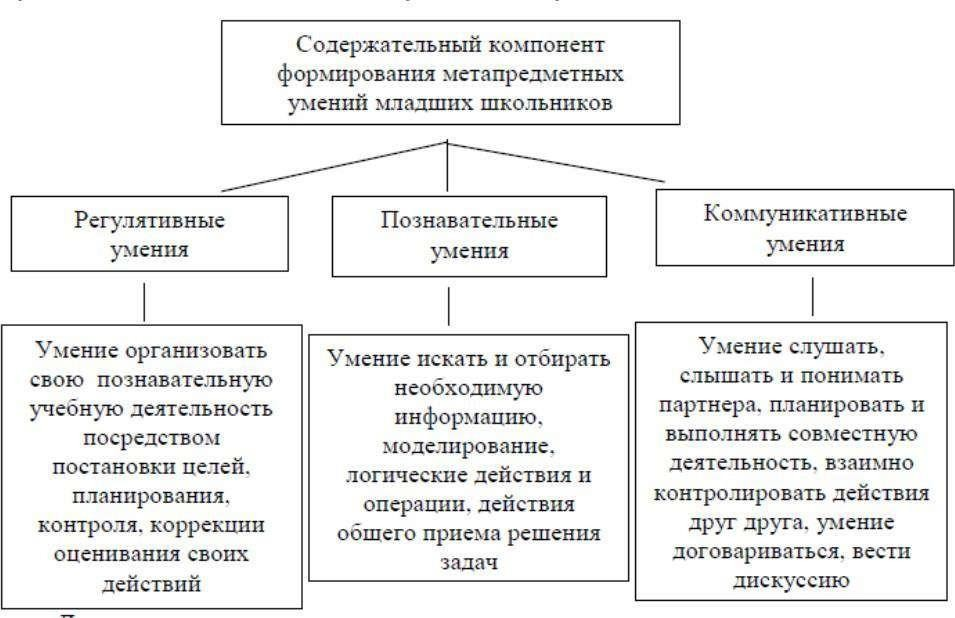 Содержательный компонент
формирования метапредметных
умений младших школьников
Регулятивные
умения
Познавательные
умения
Коммуникативные
умения
Умение организовать
свою познавательную
учебную деятельность
посредством
постановки целей,
планирования,
контроля, коррекции
оценивания своих
действий
Умение искать и отбирать
необходимую
информацию,
моделирование,
логические действия и
операции, действия
общего приема решения
задач
Умение слушать,
слышать и понимать
партнера, планировать и
выполнять совместную
деятельность, взаимно
контролировать действия
друг друга, умение
договариваться, вести
дискуссию